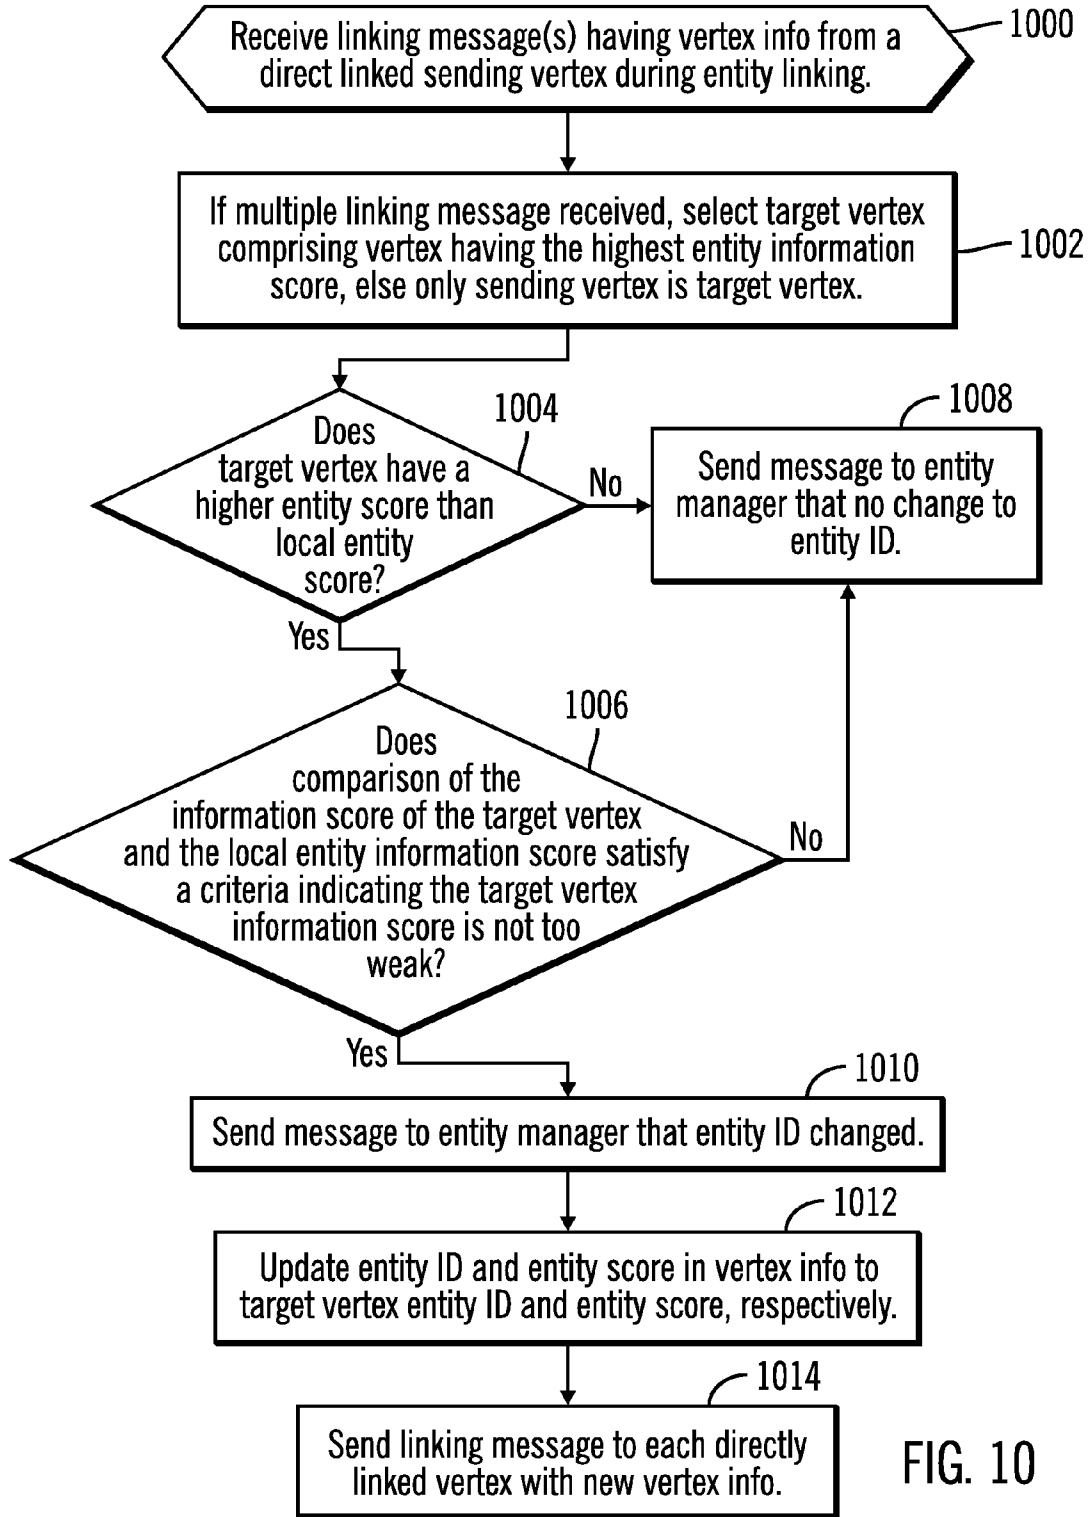 Receive linking message(s) having vertex info from a
direct linked sending vertex during entity linking.
1000
If multiple linking message received, select target vertex
comprising vertex having the highest entity information
score, else only sending vertex is target vertex.
1002
Does
target vertex have a
higher entity score than
local entity
score?
1004
No
Yes
Send message to entity
manager that no change to
entity ID.
1008
Does
comparison of the
information score of the target vertex
and the local entity information score satisfy
a criteria indicating the target vertex
information score is not too
weak?
1006
No
Yes
Send message to entity manager that entity ID changed.
1010
Update entity ID and entity score in vertex info to
target vertex entity ID and entity score, respectively.
1012
Send linking message to each directly
linked vertex with new vertex info.
1014
FIG. 10